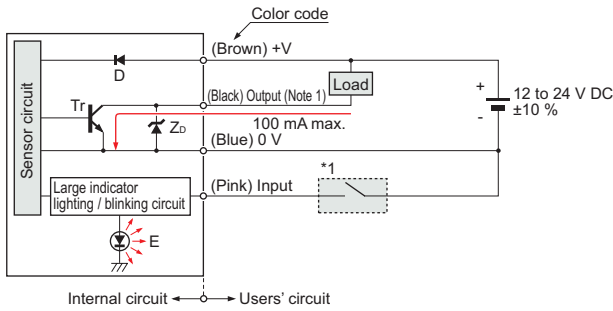 Color code
(Brown) +V
D
Sensor circuit
Load
Tr
(Black) Output (Note 1)
+
12 to 24 V DC
±10 %
-
ZD
100 mA max.
(Blue) 0 V
*1
(Pink) Input
Large indicator
lighting / blinking circuit
E
Internal circuit
Users' circuit